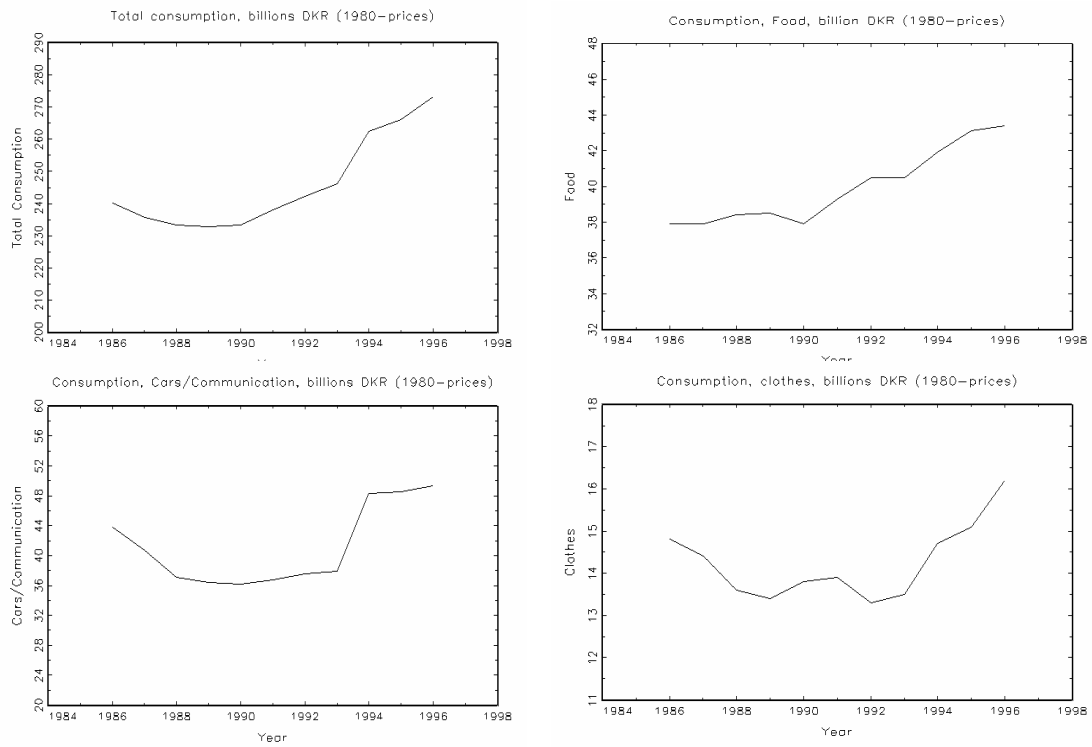 Total consumption, billions DKR (1980-prices)
Total Consumption
290
280
270
260
250
240
230
220
210
200
1984 1986 1988 1990 1992 1994 1996 1998
Consumption, Food, billion DKR (1980-prices)
Food
48
46
44
42
40
38
36
34
32
1984 1986 1988 1990 1992 1994 1996 1998
Year
Consumption, Cars/Communication, billions DKR (1980-prices)
Cars/Communication
60
56
52
48
44
40
36
32
28
24
20
1984 1986 1988 1990 1992 1994 1996 1998
Year
Consumption, clothes, billions DKR (1980-prices)
Clothes
18
17
16
15
14
13
12
11
1984 1986 1988 1990 1992 1994 1996 1998
Year